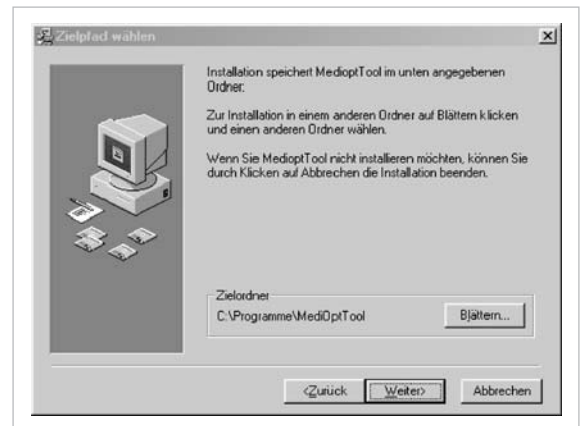 Zielpfad wählen
Installation speichert MedioptTool im unten angegebenen
Ordner:
Zur Installation in einem anderen Ordner auf Blättern klicken
und einen anderen Ordner wählen.
Wenn Sie MedioptTool nicht installieren möchten, können Sie
durch Klicken auf Abbrechen die Installation beenden.
Zielordner
C:\Programme\MediOptTool
Blättern...
<Zurück
Weiter>
Abbrechen